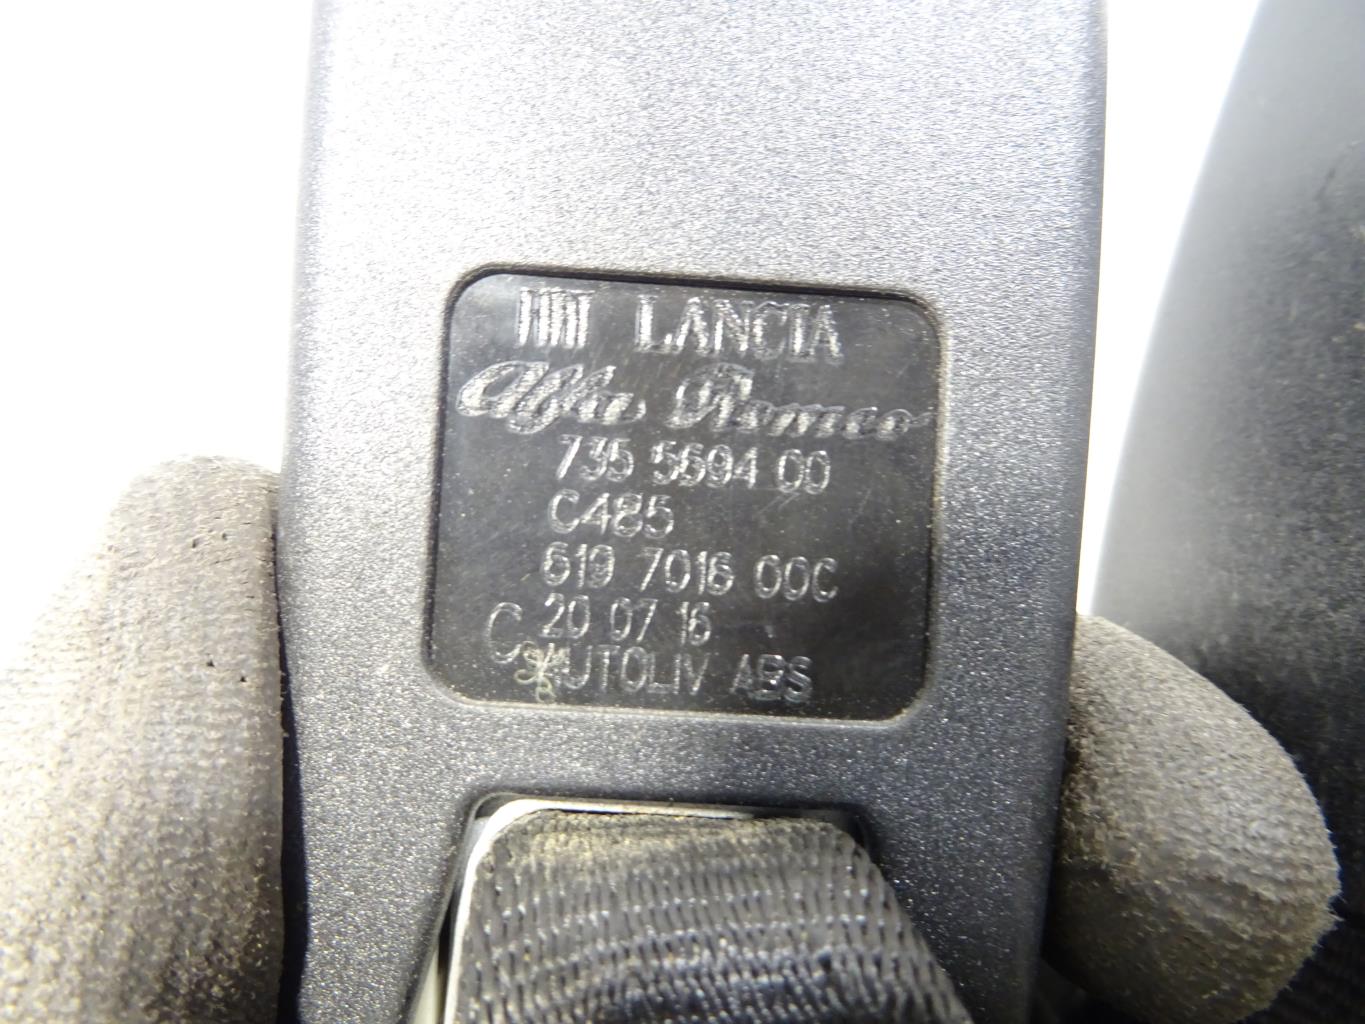 FIAT LANCIA
Alfa Romeo
735 5694 00
C485
619 7016 00C
20 07 16
AUTOLIV ABS